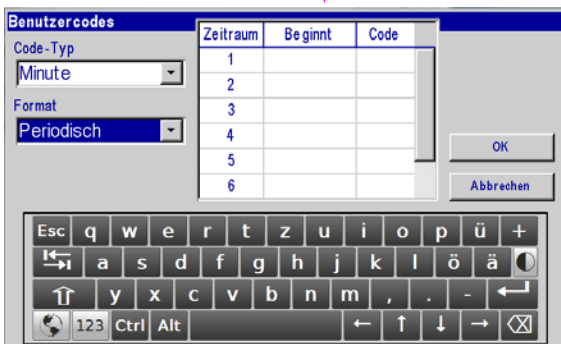 Benutzercodes
Code-Typ
Minute
Format
Periodisch
Zeitraum Beginnt Code
1
2
3
4
5
6
OK
Abbrechen
Esc q w e r t z u i o p ü +
a s d f g h j k l ö ä
y x c v b n m , . -
123 Ctrl Alt ← ↑ ↓ →